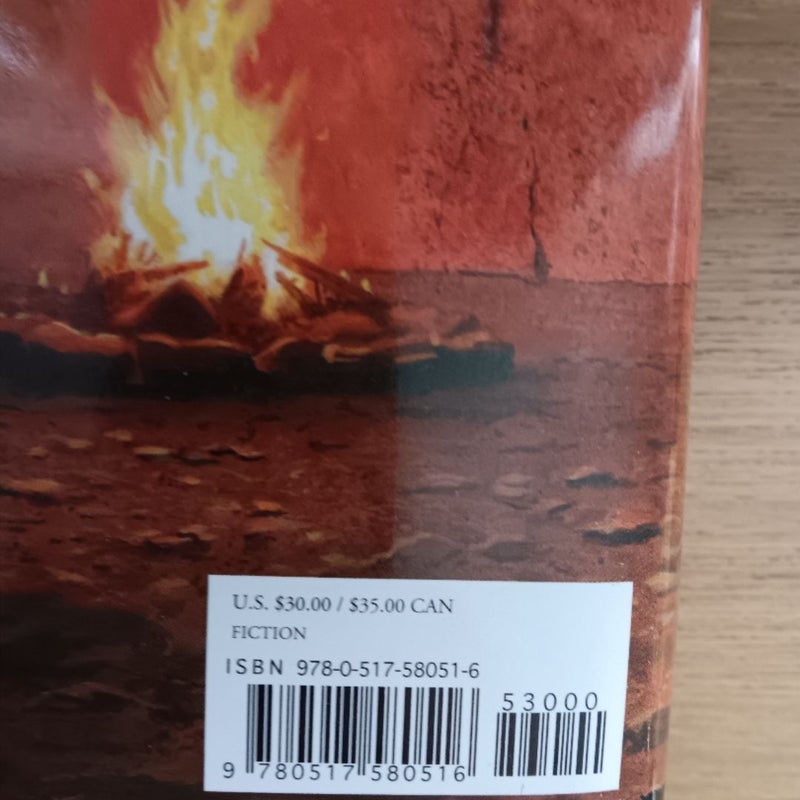 U.S. $30.00 / $35.00 CAN
FICTION
ISBN 978-0-517-58051-6
53000
9 780517 580516